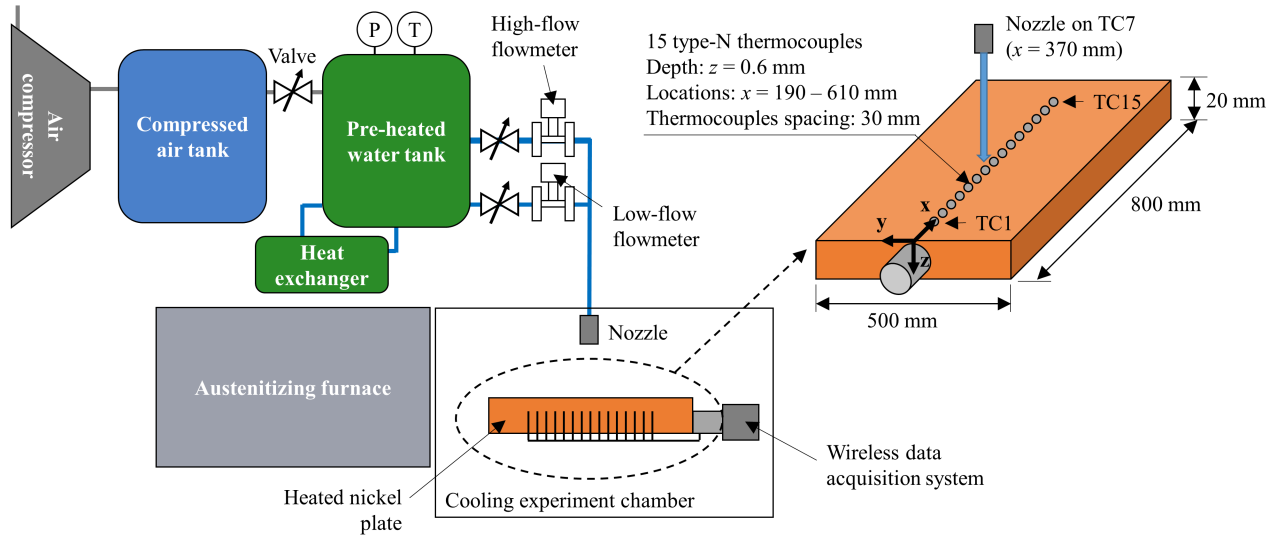 Air
compressor
Compressed
air tank
Valve
P
T
Pre-heated
water tank
Heat
exchanger
High-flow
flowmeter
Low-flow
flowmeter
15 type-N thermocouples
Depth: z = 0.6 mm
Locations: x = 190 – 610 mm
Thermocouples spacing: 30 mm
Nozzle on TC7
(x = 370 mm)
TC15
20 mm
800 mm
x
TC1
y
z
500 mm
Austenitizing furnace
Nozzle
Heated nickel
plate
Cooling experiment chamber
Wireless data
acquisition system